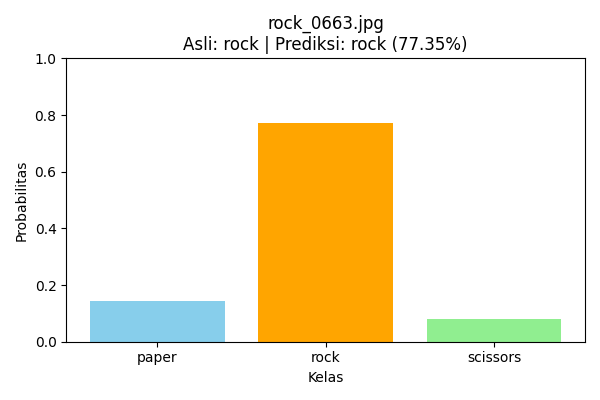 rock_0663.jpg
Asli: rock | Prediksi: rock (77.35%)
1.0
0.8
0.6
0.4
0.2
0.0
Probabilitas
paper
rock
scissors
Kelas